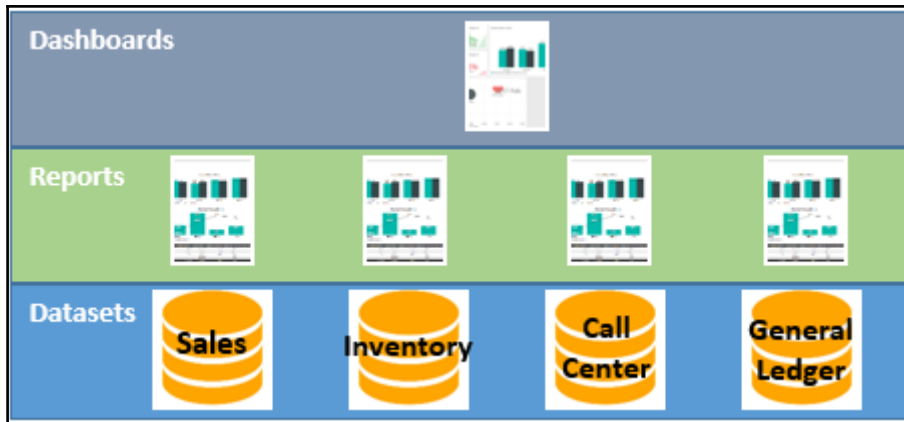 Dashboards
Reports
Datasets
Sales
Inventory
Call
Center
General
Ledger